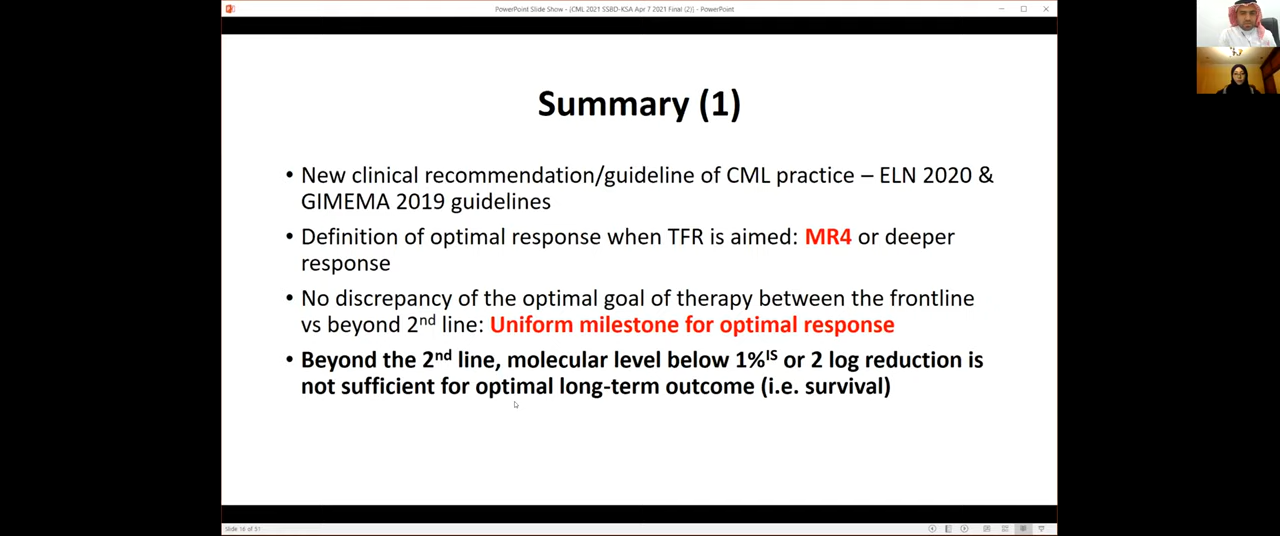 PowerPoint Slide Show - [CML 2021 SSBD-KSA Apr 7 2021 Final (2)] - PowerPoint
Summary (1)
• New clinical recommendation/guideline of CML practice – ELN 2020 &
GIMEMA 2019 guidelines
• Definition of optimal response when TFR is aimed: MR4 or deeper
response
• No discrepancy of the optimal goal of therapy between the frontline
vs beyond 2nd line: Uniform milestone for optimal response
• Beyond the 2nd line, molecular level below 1%IS or 2 log reduction is
not sufficient for optimal long-term outcome (i.e. survival)
Slide 16 of 51